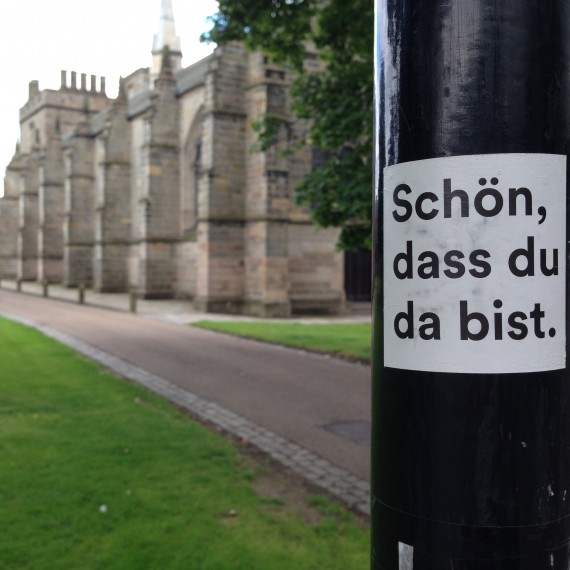 Schön,
dass du
da bist.